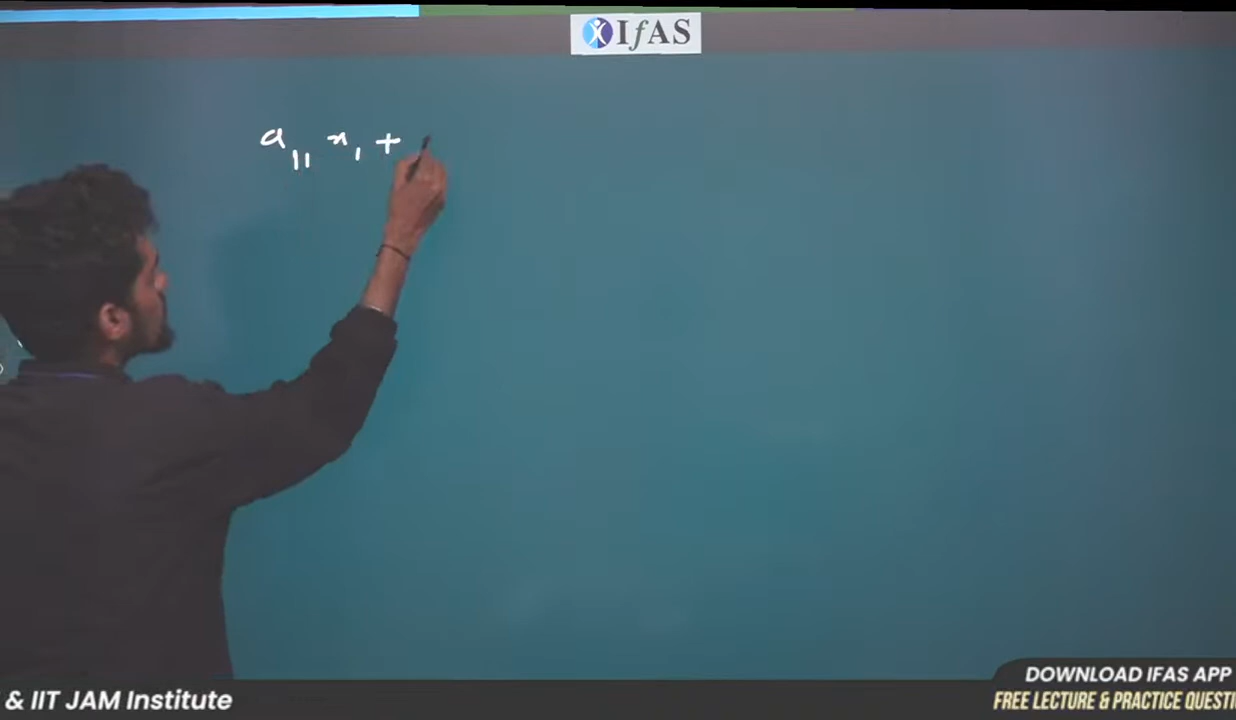 IfAS
a₁₁ x₁ +
& IIT JAM Institute
DOWNLOAD IFAS APP
FREE LECTURE & PRACTICE QUESTI